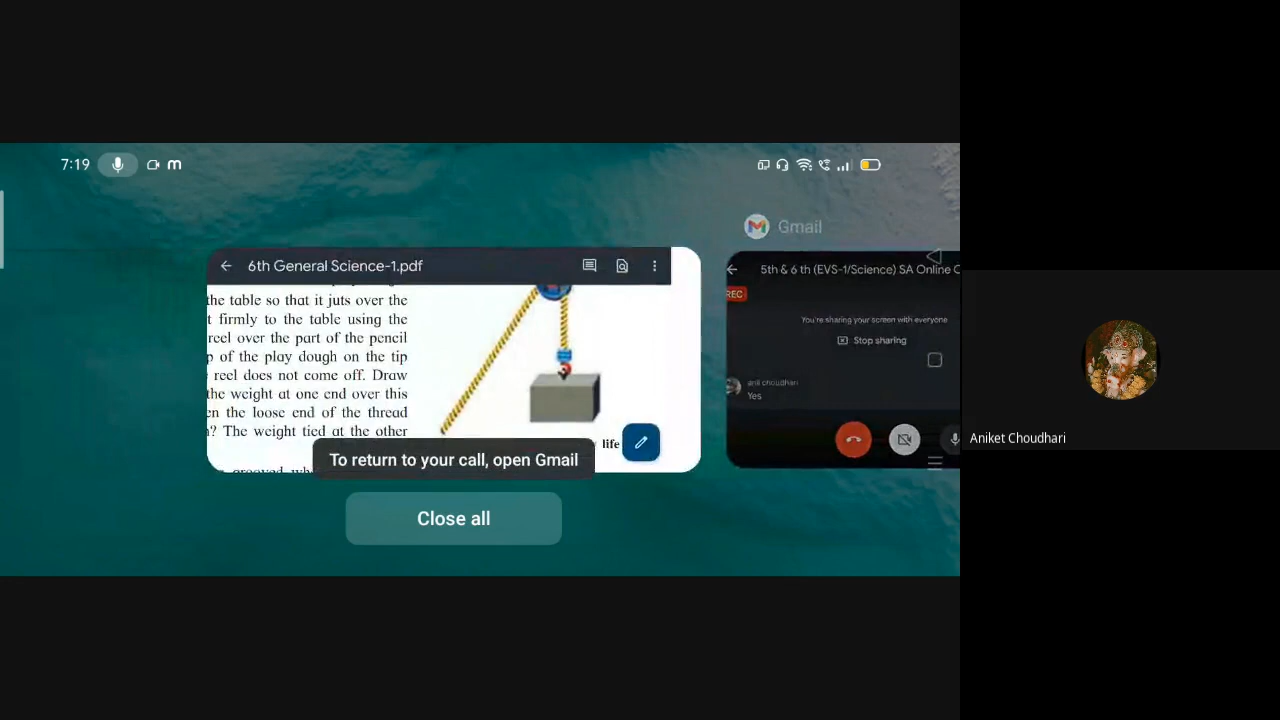 7:19
Gmail
6th General Science-1.pdf
5th & 6 th (EVS-1/Science) SA Online C
REC
the table so that it juts over the
t firmly to the table using the
reel over the part of the pencil
p of the play dough on the tip
reel does not come off. Draw
the weight at one end over this
en the loose end of the thread
? The weight tied at the other
life
You're sharing your screen with everyone
Stop sharing
anil choudhari
Yes
To return to your call, open Gmail
Close all
Aniket Choudhari